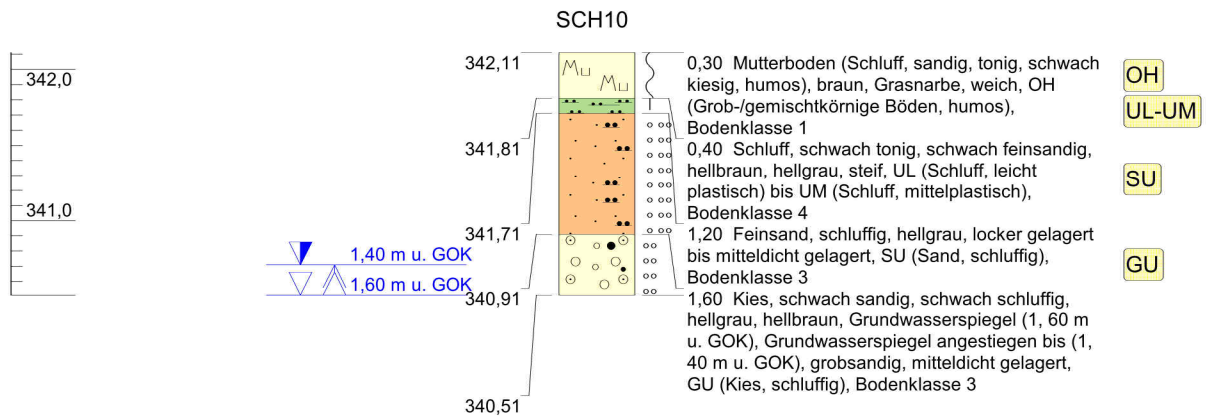 SCH10
342,0
341,0
1,40 m u. GOK
1,60 m u. GOK
342,11
341,81
341,71
340,91
340,51
Mu
Mu
0,30 Mutterboden (Schluff, sandig, tonig, schwach
kiesig, humos), braun, Grasnarbe, weich, OH
(Grob-/gemischtkörnige Böden, humos),
Bodenklasse 1
0,40 Schluff, schwach tonig, schwach feinsandig,
hellbraun, hellgrau, steif, UL (Schluff, leicht
plastisch) bis UM (Schluff, mittelplastisch),
Bodenklasse 4
1,20 Feinsand, schluffig, hellgrau, locker gelagert
bis mitteldicht gelagert, SU (Sand, schluffig),
Bodenklasse 3
1,60 Kies, schwach sandig, schwach schluffig,
hellgrau, hellbraun, Grundwasserspiegel (1, 60 m
u. GOK), Grundwasserspiegel angestiegen bis (1,
40 m u. GOK), grobsandig, mitteldicht gelagert,
GU (Kies, schluffig), Bodenklasse 3
OH
UL-UM
SU
GU